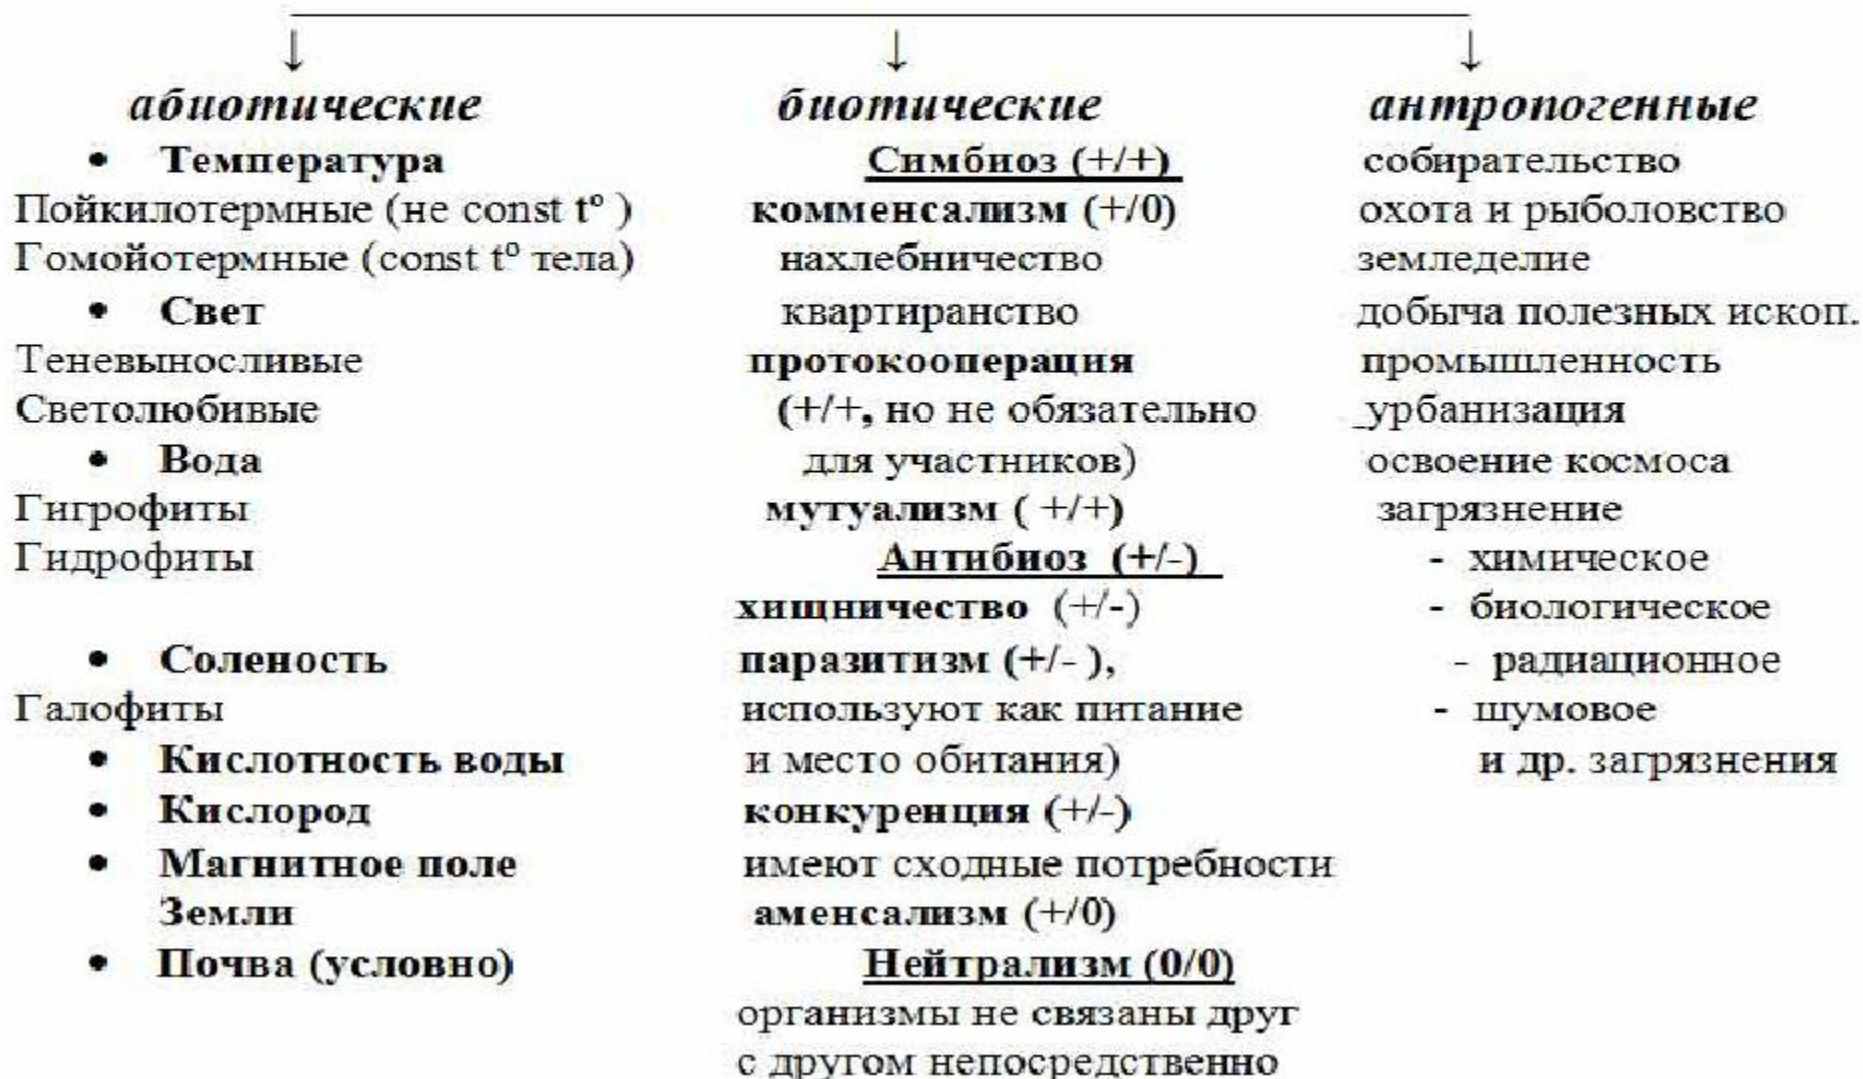 абиотические
• Температура
Пойкилотермные (не const tº )
Гомойотермные (const tº тела)
• Свет
Теневыносливые
Светолюбивые
• Вода
Гигрофиты
Гидрофиты
• Соленость
Галофиты
• Кислотность воды
• Кислород
• Магнитное поле
Земли
• Почва (условно)
биотические
Симбиоз (+/+)
комменсализм (+/0)
нахлебничество
квартиранство
протокооперация
(+/+, но не обязательно
для участников)
мутуализм ( +/+)
Антибиоз (+/-)
хищничество (+/-)
паразитизм (+/- ),
используют как питание
и место обитания)
конкуренция (+/-)
имеют сходные потребности
аменсализм (+/0)
Нейтрализм (0/0)
организмы не связаны друг
с другом непосредственно
антропогенные
собирательство
охота и рыболовство
земледелие
добыча полезных ископ.
промышленность
_урбанизация
освоение космоса
загрязнение
- химическое
- биологическое
- радиационное
- шумовое
и др. загрязнения